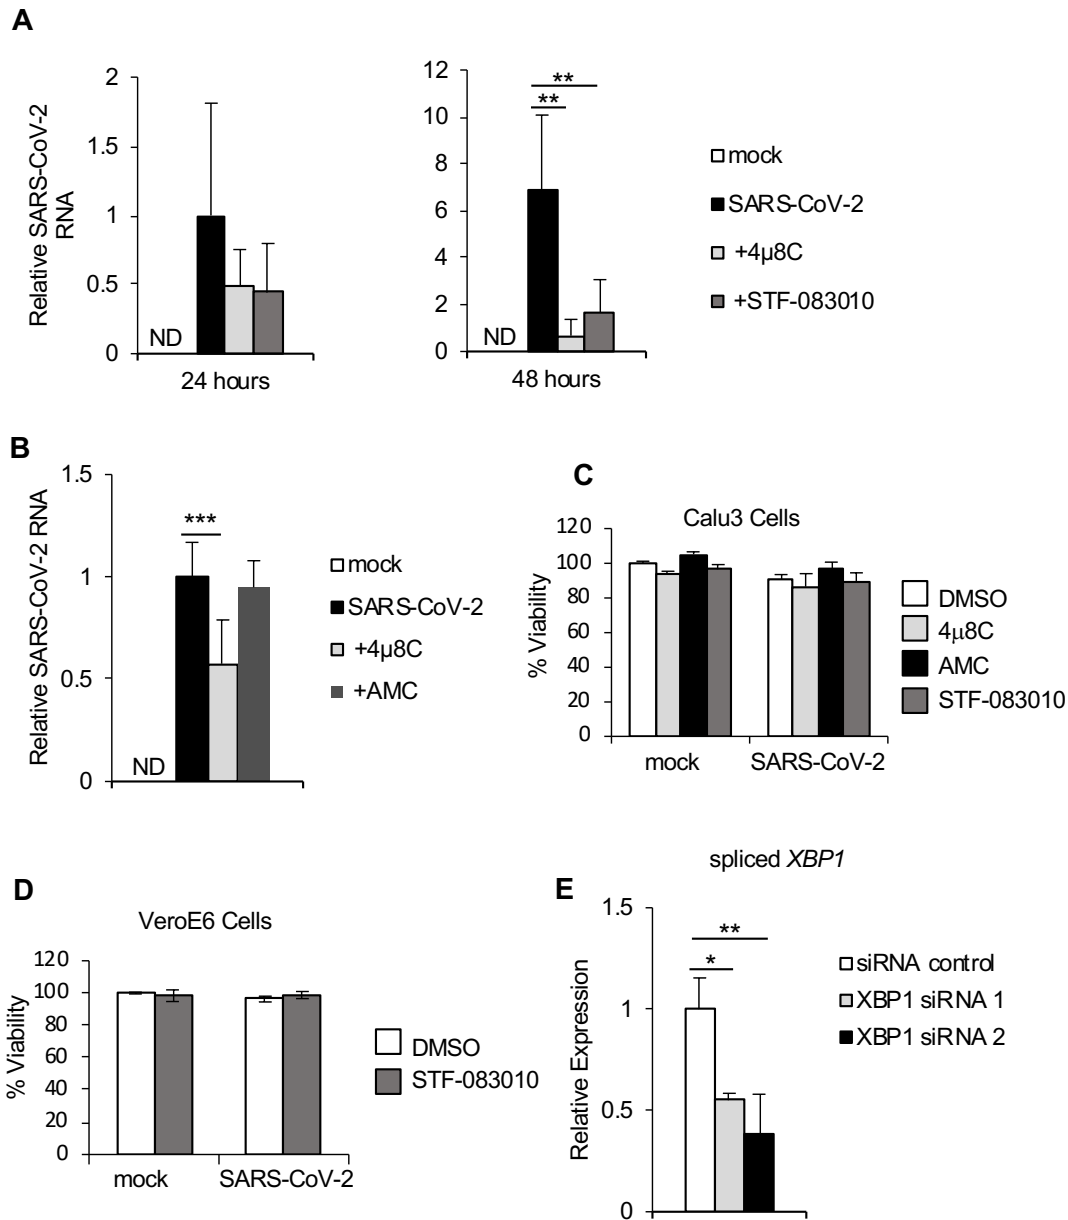 A
Relative SARS-CoV-2
RNA
2
1.5
1
0.5
0
ND
24 hours
12
10
8
6
4
2
0
**
**
ND
48 hours
mock
SARS-CoV-2
+4µ8C
+STF-083010
B
Relative SARS-CoV-2 RNA
1.5
1
0.5
0
***
ND
mock
SARS-CoV-2
+4µ8C
+AMC
C
Calu3 Cells
% Viability
120
100
80
60
40
20
0
mock SARS-CoV-2
DMSO
4µ8C
AMC
STF-083010
D
VeroE6 Cells
% Viability
120
100
80
60
40
20
0
mock SARS-CoV-2
DMSO
STF-083010
E
spliced XBP1
Relative Expression
1.5
1
0.5
0
**
*
siRNA control
XBP1 siRNA 1
XBP1 siRNA 2